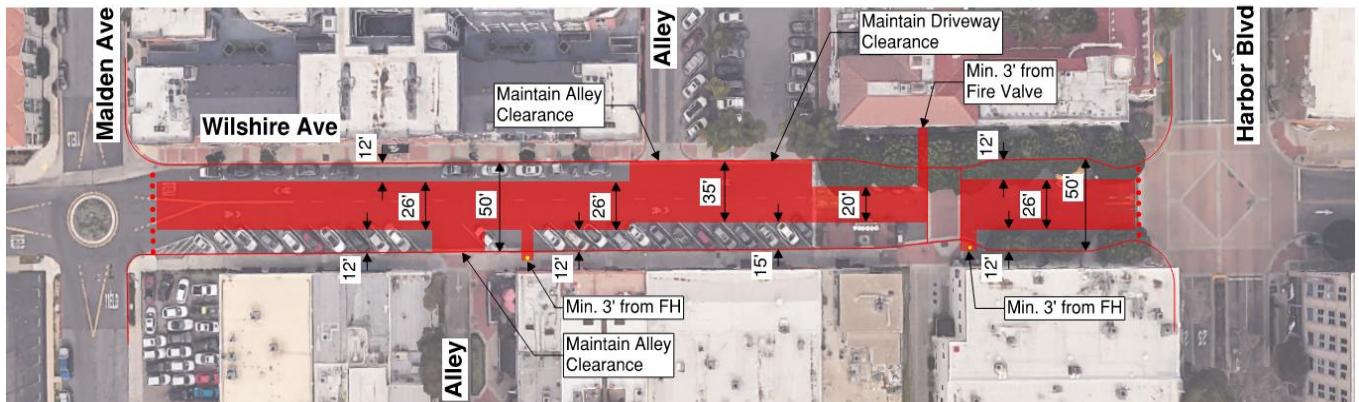 Malden Ave
Alley
Maintain Driveway
Clearance
Harbor Blvd
Min. 3' from
Fire Valve
Maintain Alley
Clearance
Wilshire Ave
12'
26'
50'
26'
35'
20'
12'
26'
50'
12'
12'
15'
12'
Min. 3' from FH
Min. 3' from FH
Maintain Alley
Clearance
Alley
YIELD